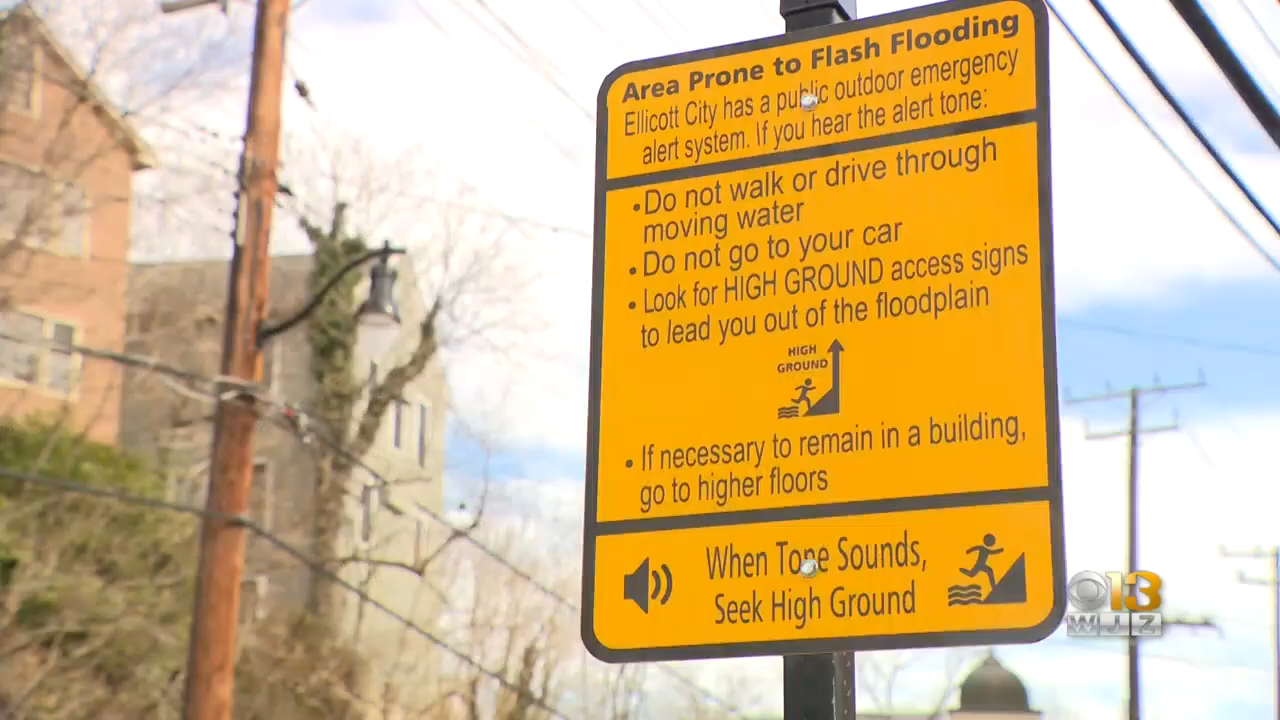 Area Prone to Flash Flooding
Ellicott City has a public outdoor emergency
alert system. If you hear the alert tone:
•Do not walk or drive through
moving water
•Do not go to your car
•Look for HIGH GROUND access signs
to lead you out of the floodplain
HIGH
GROUND
•If necessary to remain in a building,
go to higher floors
When Tone Sounds,
Seek High Ground
13
WJZ